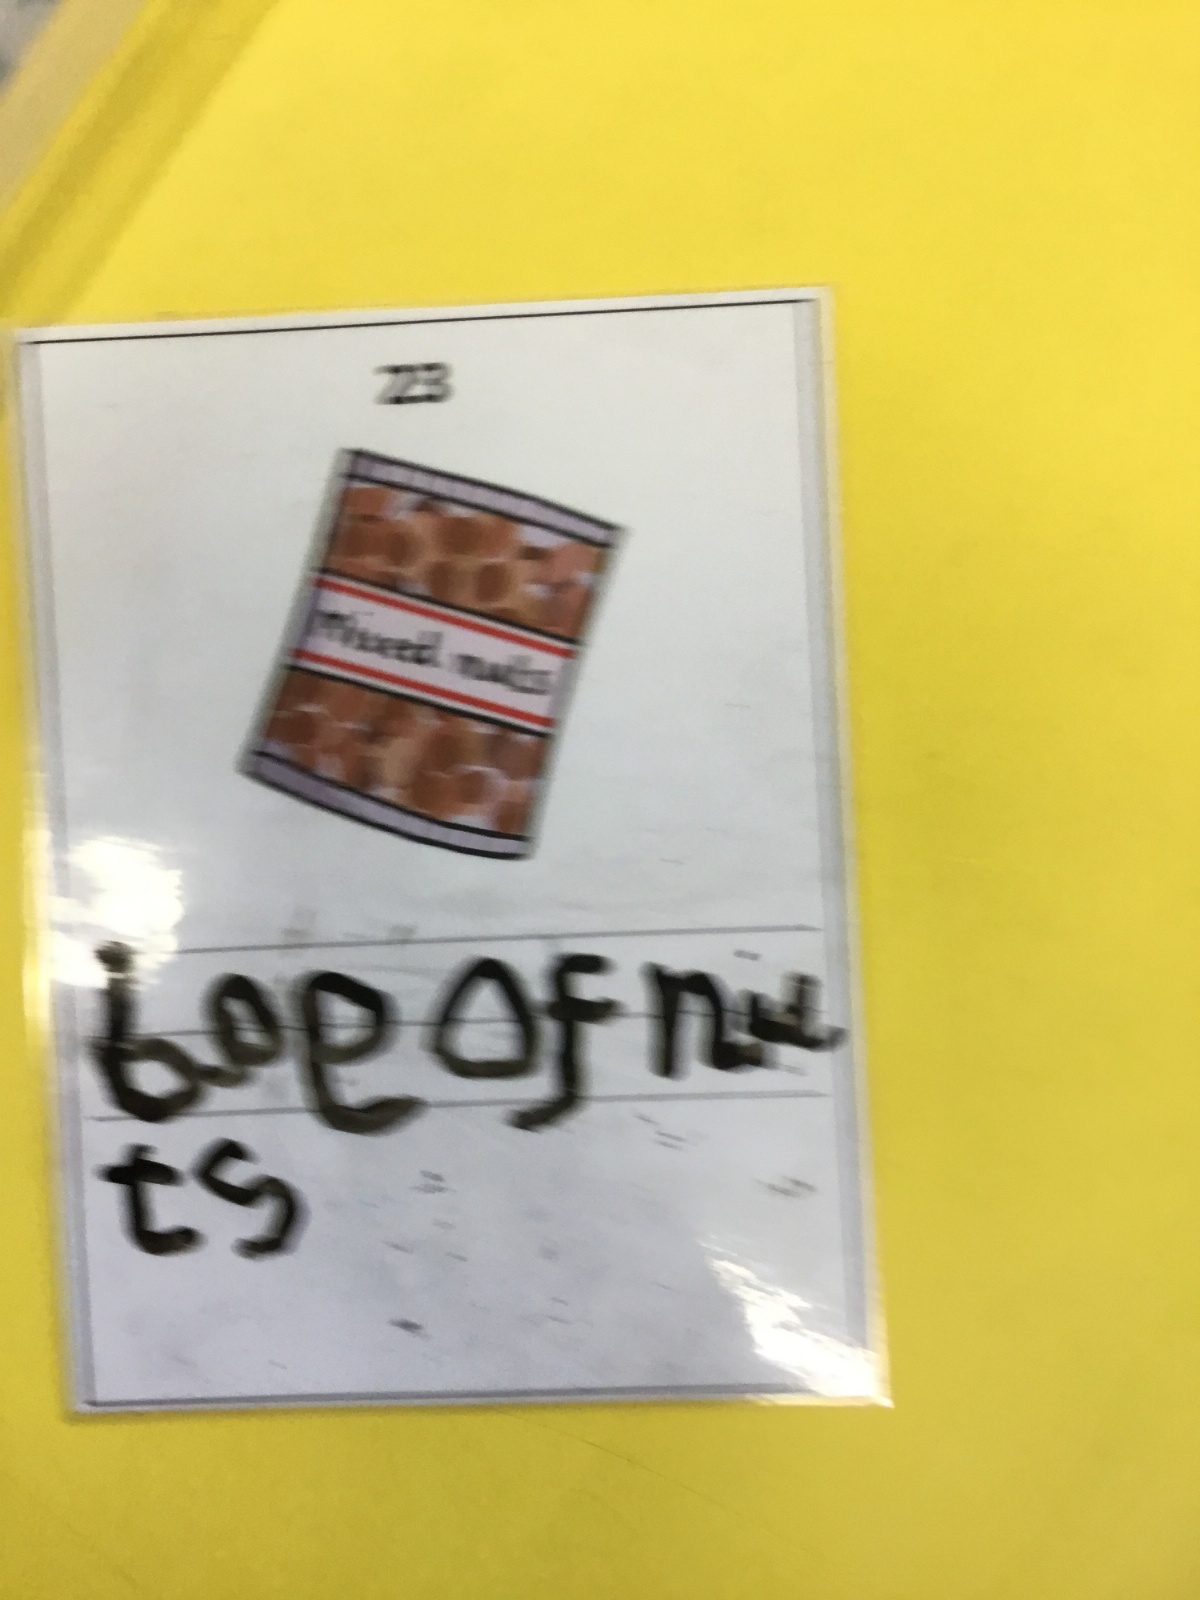 23
Mixed nuts
bag of nu
ts